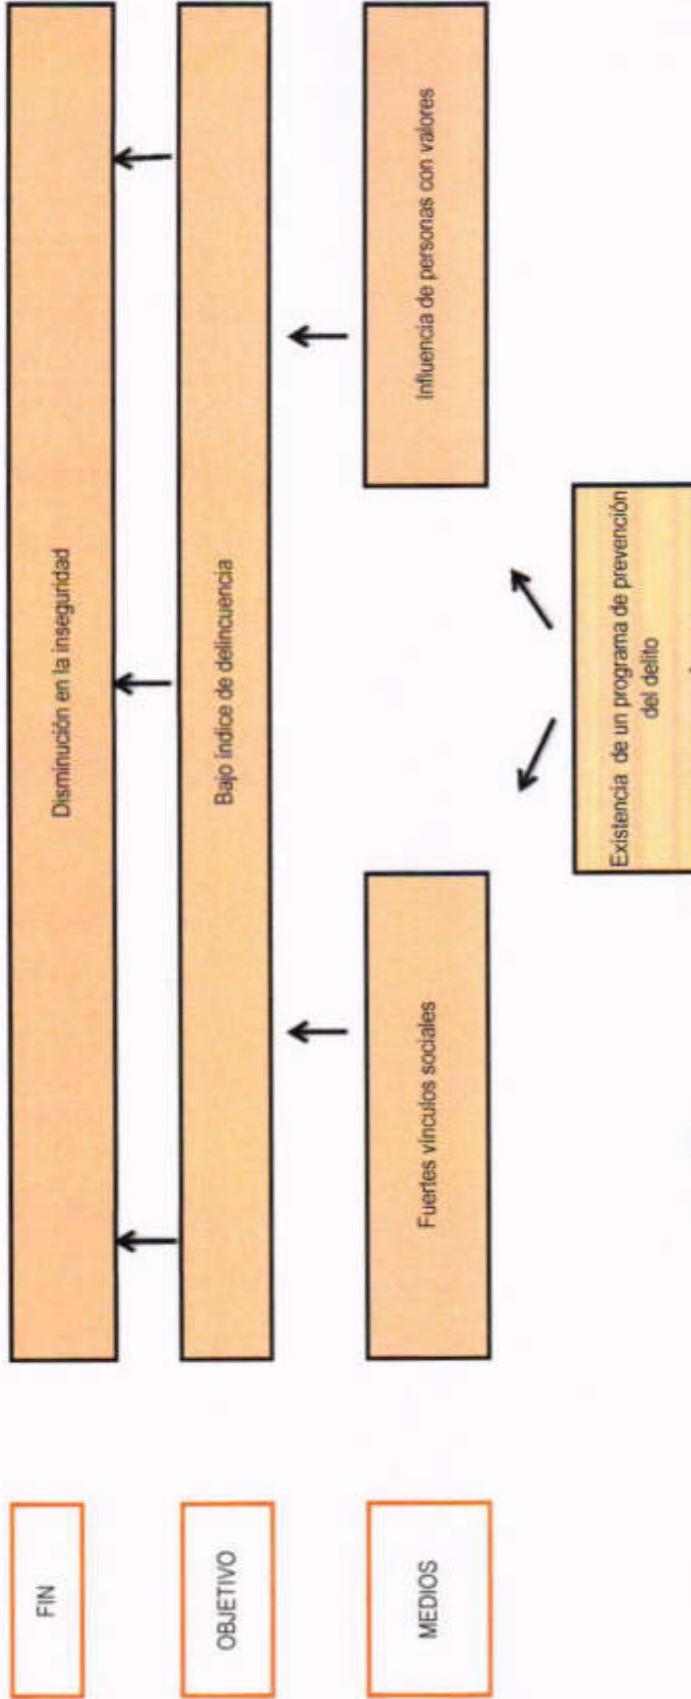 FIN
Disminución en la inseguridad
OBJETIVO
Bajo índice de delincuencia
MEDIOS
Fuertes vínculos sociales
Influencia de personas con valores
Existencia de un programa de prevención
del delito